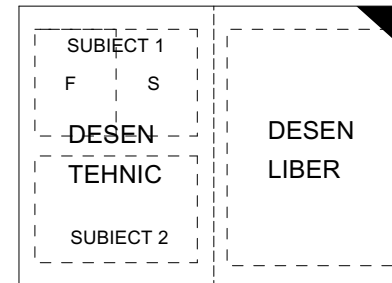 SUBIECT 1
F S
DESEN
TEHNIC
SUBIECT 2
DESEN
LIBER